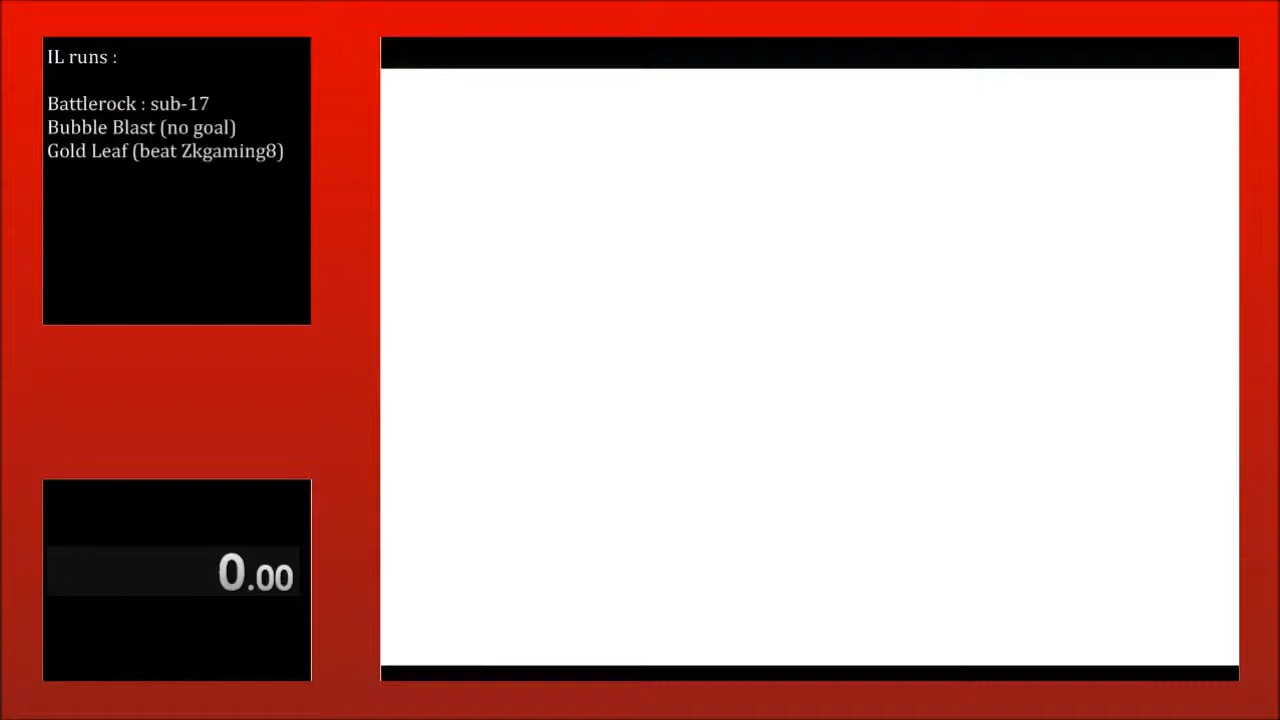 IL runs :
Battlerock : sub-17
Bubble Blast (no goal)
Gold Leaf (beat Zkgaming8)
0.00